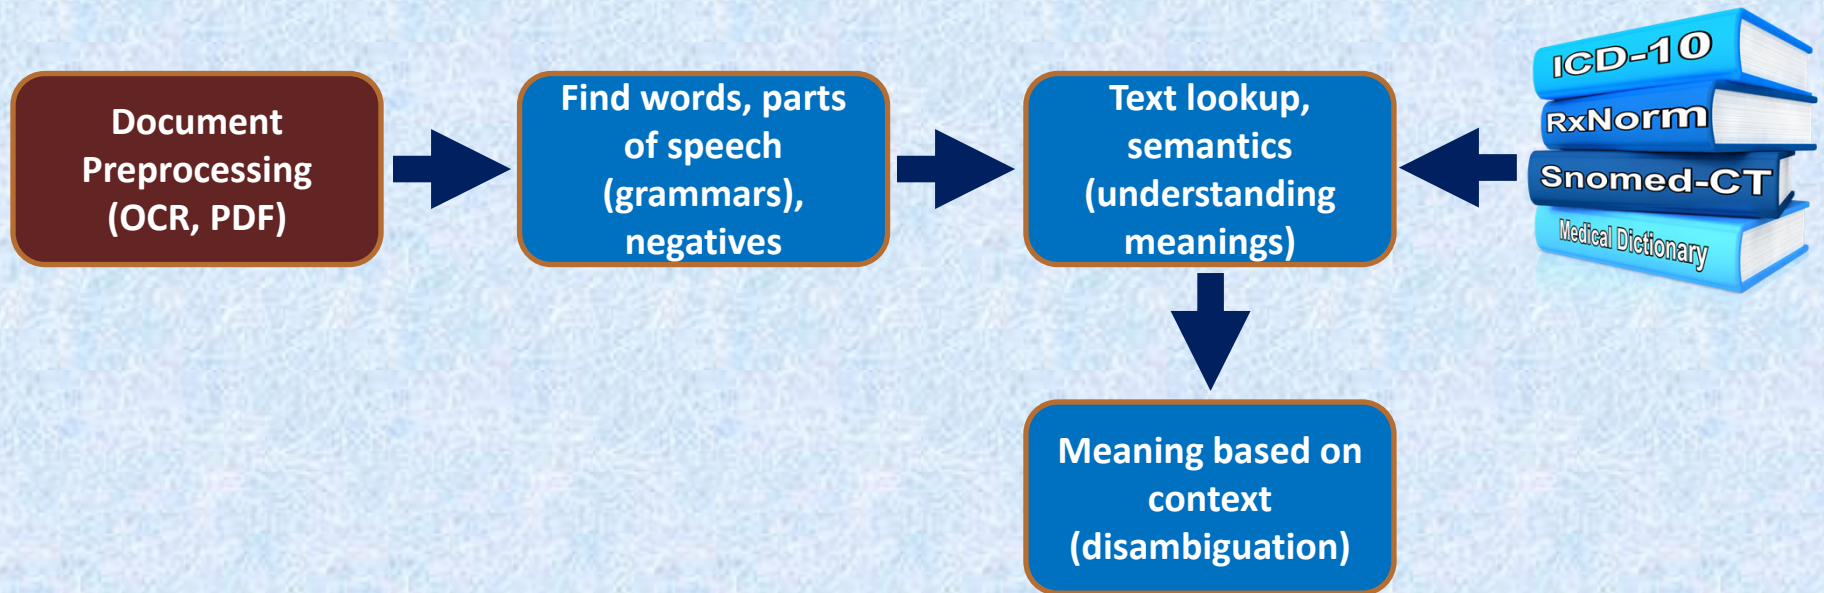 Document
Preprocessing
(OCR, PDF)
Find words, parts
of speech
(grammars),
negatives
Text lookup,
semantics
(understanding
meanings)
ICD-10
RxNorm
Snomed-CT
Medical Dictionary
Meaning based on
context
(disambiguation)